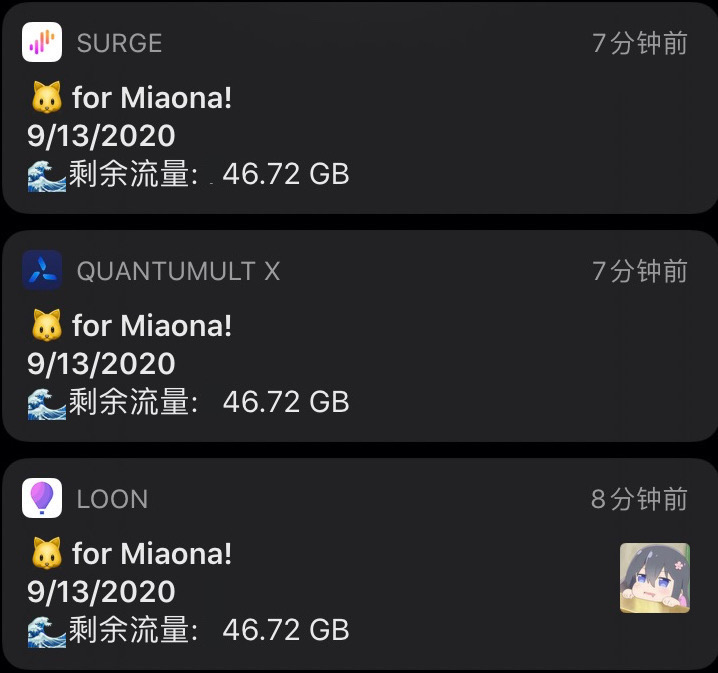 SURGE 7分钟前
🐱 for Miaona!
9/13/2020
🌊剩余流量: 46.72 GB
QUANTUMULT X 7分钟前
🐱 for Miaona!
9/13/2020
🌊剩余流量: 46.72 GB
LOON 8分钟前
🐱 for Miaona!
9/13/2020
🌊剩余流量: 46.72 GB